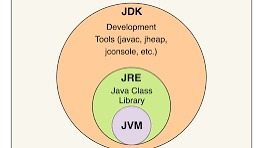 JDK
Development
Tools (javac, jheap,
jconsole, etc.)
JRE
Java Class
Library
JVM